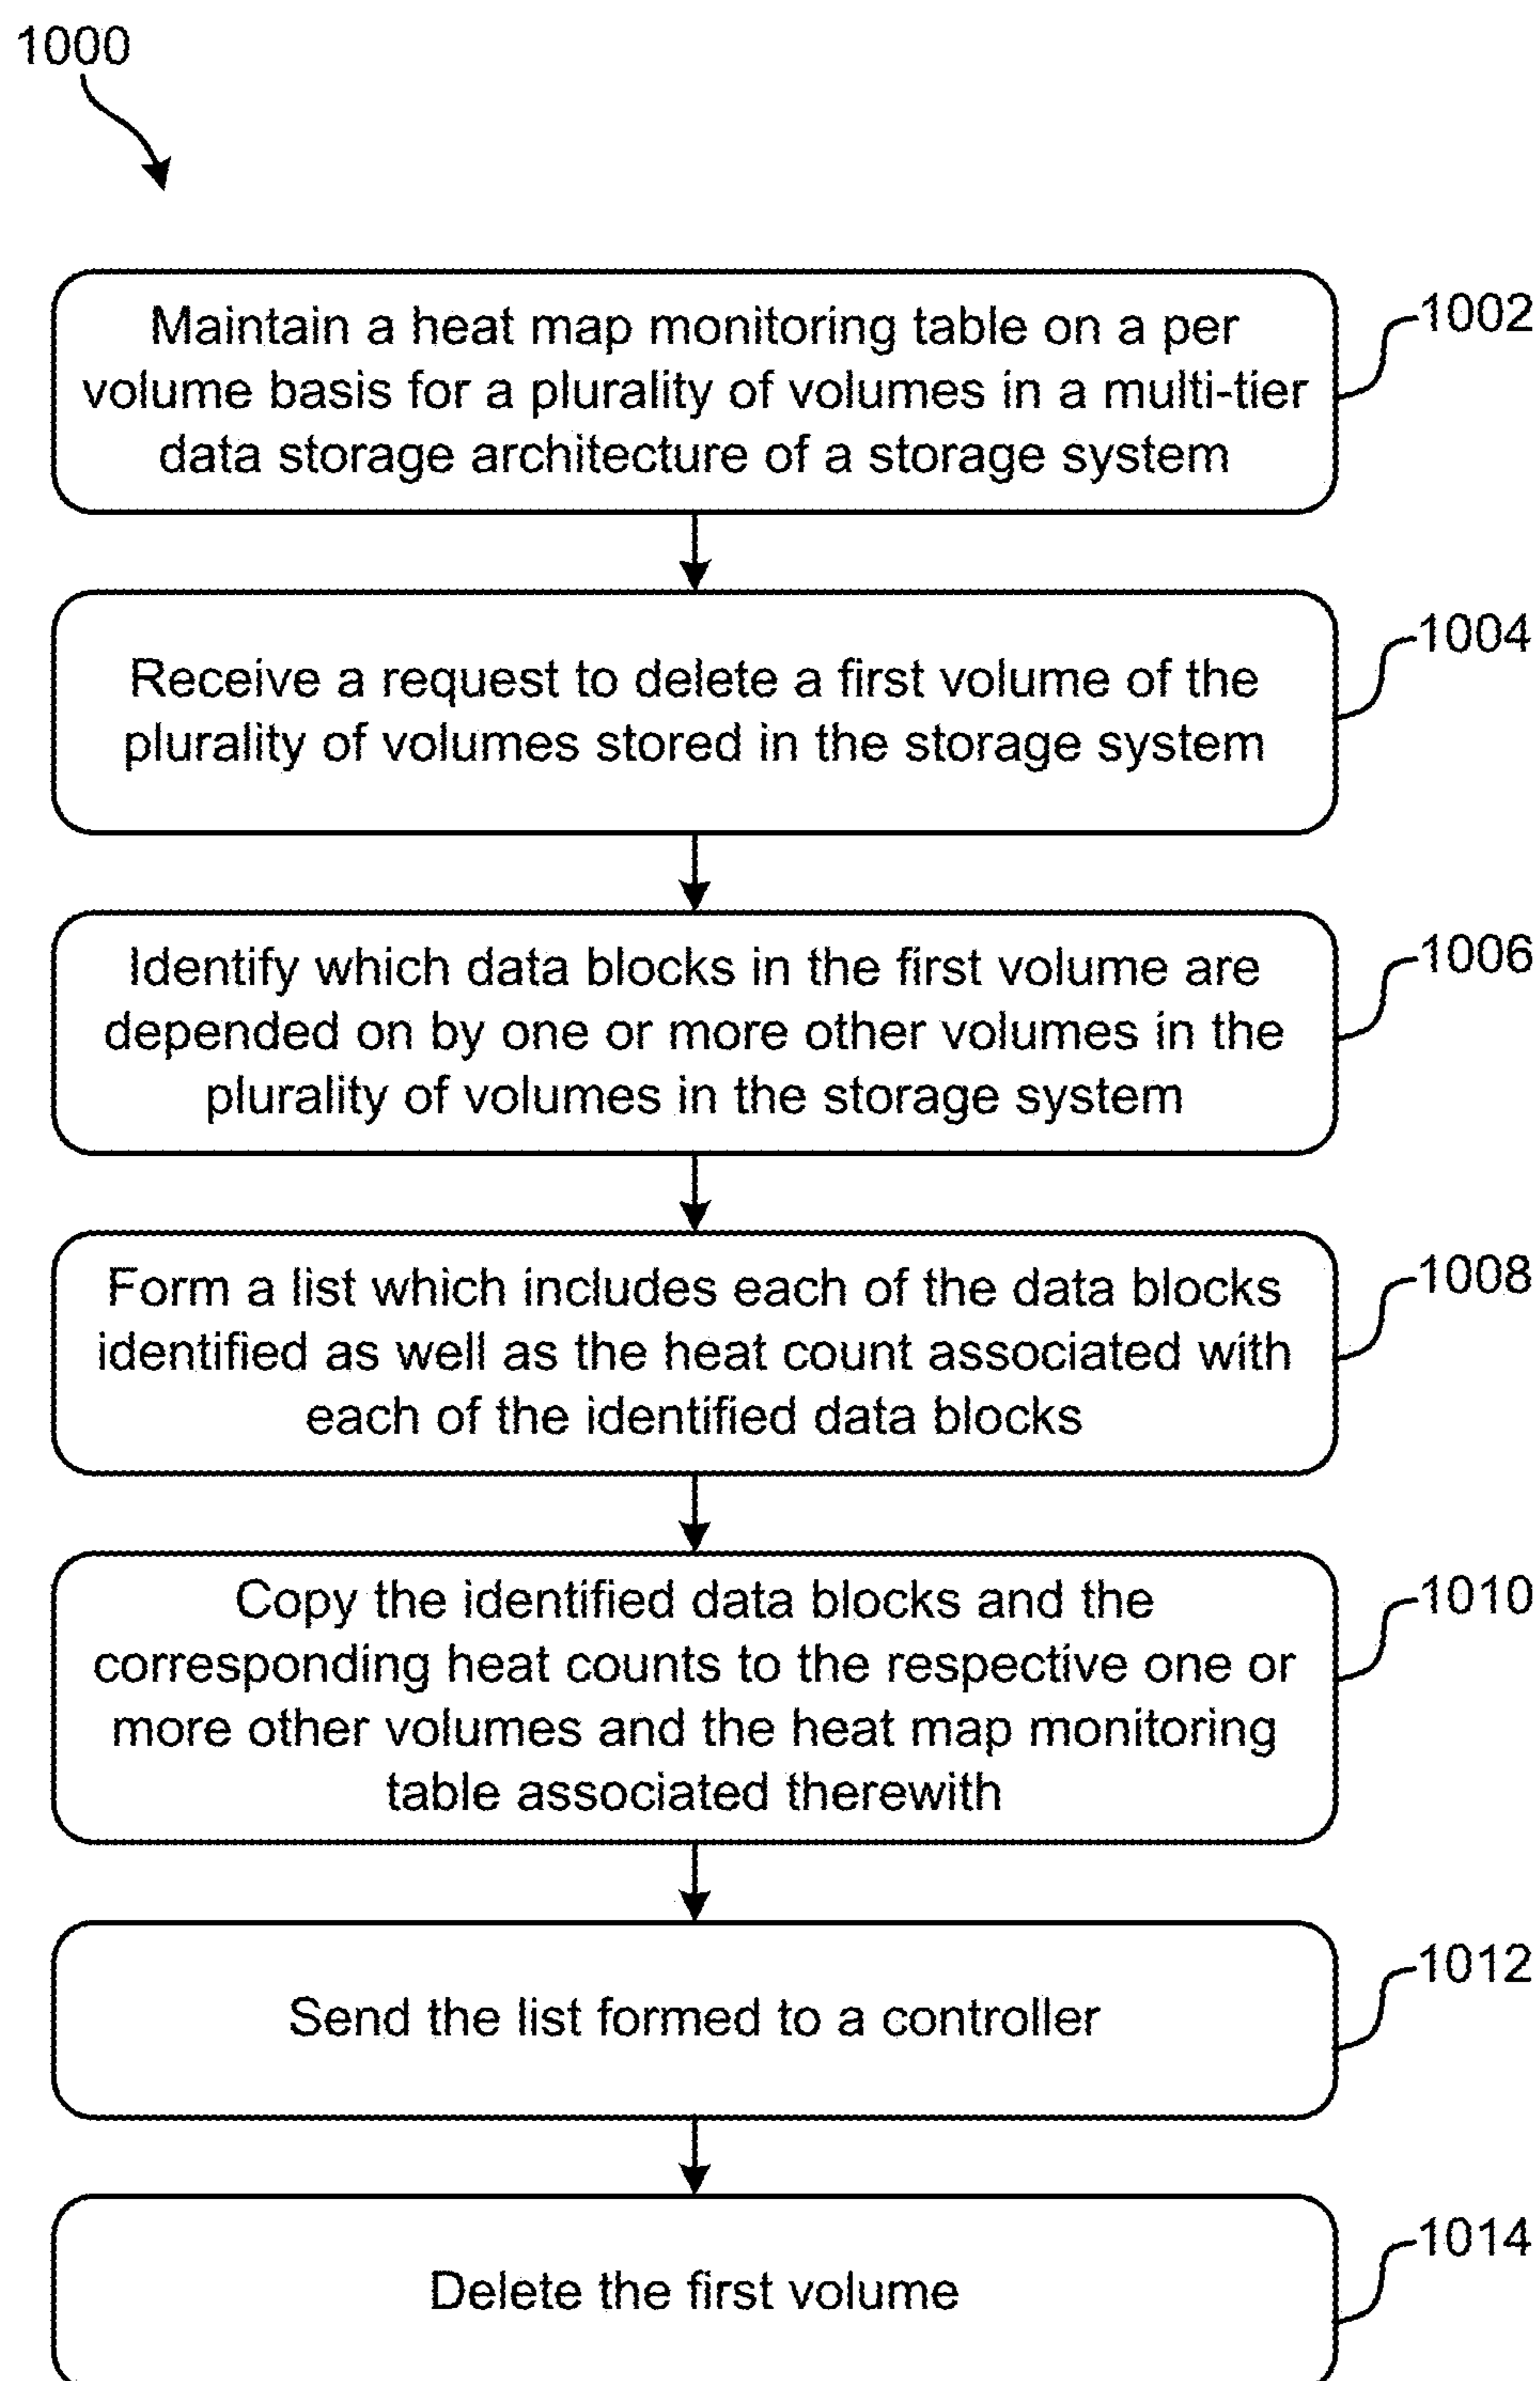 1000
Maintain a heat map monitoring table on a per
volume basis for a plurality of volumes in a multi-tier
data storage architecture of a storage system
1002
Receive a request to delete a first volume of the
plurality of volumes stored in the storage system
1004
Identify which data blocks in the first volume are
depended on by one or more other volumes in the
plurality of volumes in the storage system
1006
Form a list which includes each of the data blocks
identified as well as the heat count associated with
each of the identified data blocks
1008
Copy the identified data blocks and the
corresponding heat counts to the respective one or
more other volumes and the heat map monitoring
table associated therewith
1010
Send the list formed to a controller
1012
Delete the first volume
1014